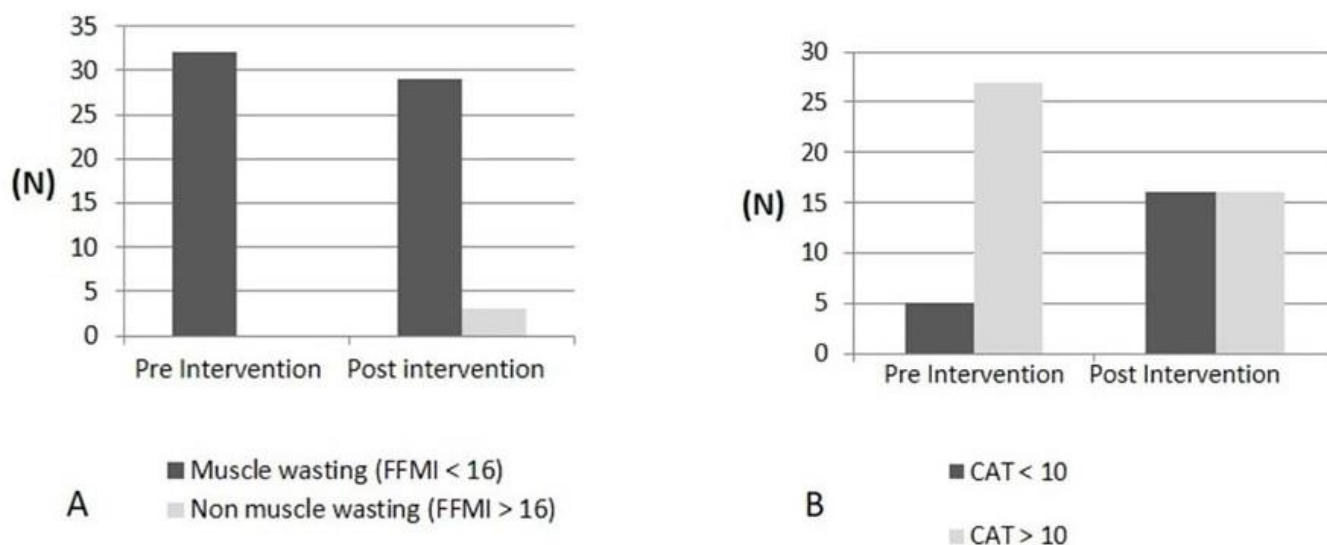 35
30
25
20
15
10
5
0
(N)
Pre Intervention Post intervention
Muscle wasting (FFMI < 16)
Non muscle wasting (FFMI > 16)
A
30
25
20
15
10
5
0
(N)
Pre Intervention Post Intervention
CAT < 10
CAT > 10
B